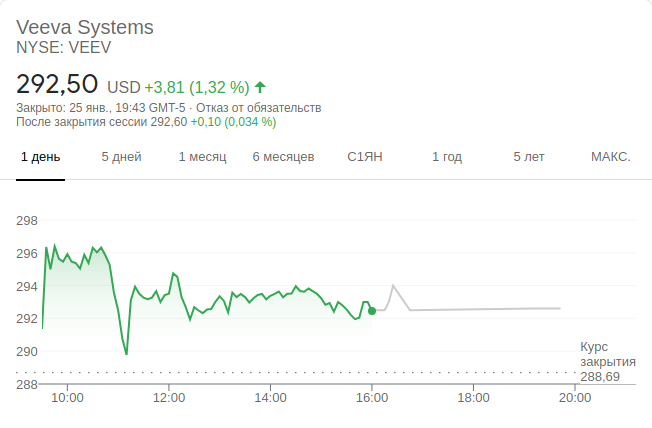 Veeva Systems
NYSE: VEEV
292,50 USD +3,81 (1,32 %)
Закрыто: 25 янв., 19:43 GMT-5 · Отказ от обязательств
После закрытия сессии 292,60 +0,10 (0,034 %)
1 день 5 дней 1 месяц 6 месяцев С1ЯН 1 год 5 лет МАКС.
298
296
294
292
290
288
Курс
закрытия
288,69
10:00 12:00 14:00 16:00 18:00 20:00